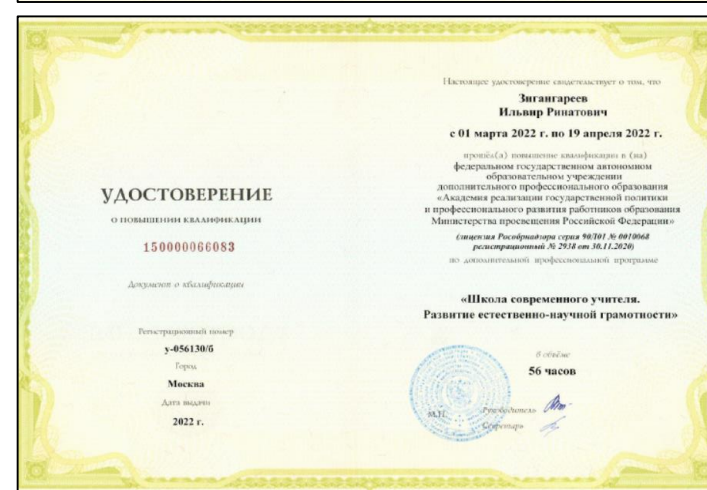 УДОСТОВЕРЕНИЕ
О ПОВЫШЕНИИ КВАЛИФИКАЦИИ
150000066083
Документ о квалификации
Регистрационный номер
у-056130/б
Город
Москва
Дата выдачи
2022 г.
Настоящее удостоверение свидетельствует о том, что
Зигангареев
Ильвир Ринатович
с 01 марта 2022 г. по 19 апреля 2022 г.
прошёл(а) повышение квалификации в (на)
федеральном государственном автономном
образовательном учреждении
дополнительного профессионального образования
«Академия реализации государственной политики
и профессионального развития работников образования
Министерства просвещения Российской Федерации»
(лицензия Рособрнадзора серия 90Л01 № 0010068
регистрационный № 2938 от 30.11.2020)
по дополнительной профессиональной программе
«Школа современного учителя.
Развитие естественно-научной грамотности»
В объёме
56 часов
М.П.
Руководитель
Секретарь